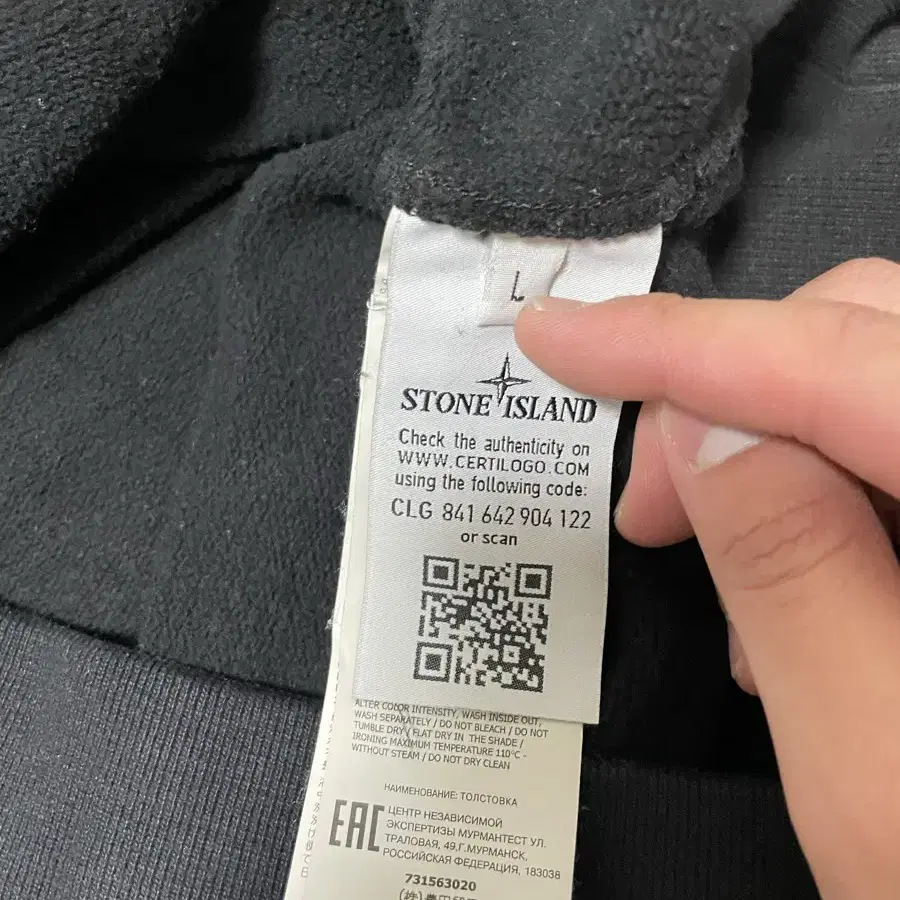 L
STONE ISLAND
Check the authenticity on
WWW.CERTILOGO.COM
using the following code:
CLG 841 642 904 122
or scan
ALTER COLOR INTENSITY, WASH INSIDE OUT,
WASH SEPARATELY / DO NOT BLEACH / DO NOT
TUMBLE DRY / FLAT DRY IN THE SHADE /
IRONING MAXIMUM TEMPERATURE 110°C -
WITHOUT STEAM / DO NOT DRY CLEAN
НАИМЕНОВАНИЕ: ТОЛСТОВКА
EAC
ЦЕНТР НЕЗАВИСИМОЙ
ЭКСПЕРТИЗЫ МУРМАНТЕСТ УЛ.
ТРАЛОВАЯ, 49,Г.МУРМАНСК,
РОССИЙСКАЯ ФЕДЕРАЦИЯ, 183038
731563020